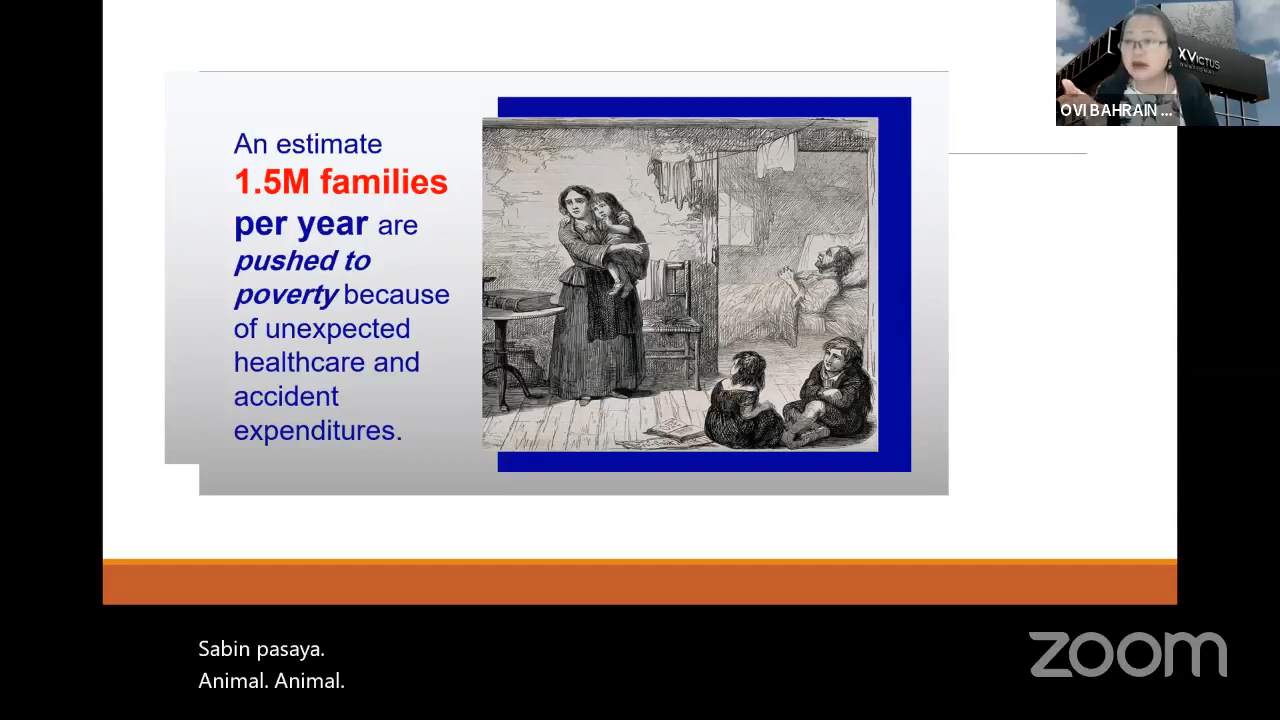 An estimate
1.5M families
per year are
pushed to
poverty because
of unexpected
healthcare and
accident
expenditures.
XVICTUS
OVI BAHRAIN ...
Sabin pasaya.
Animal. Animal.
zoom